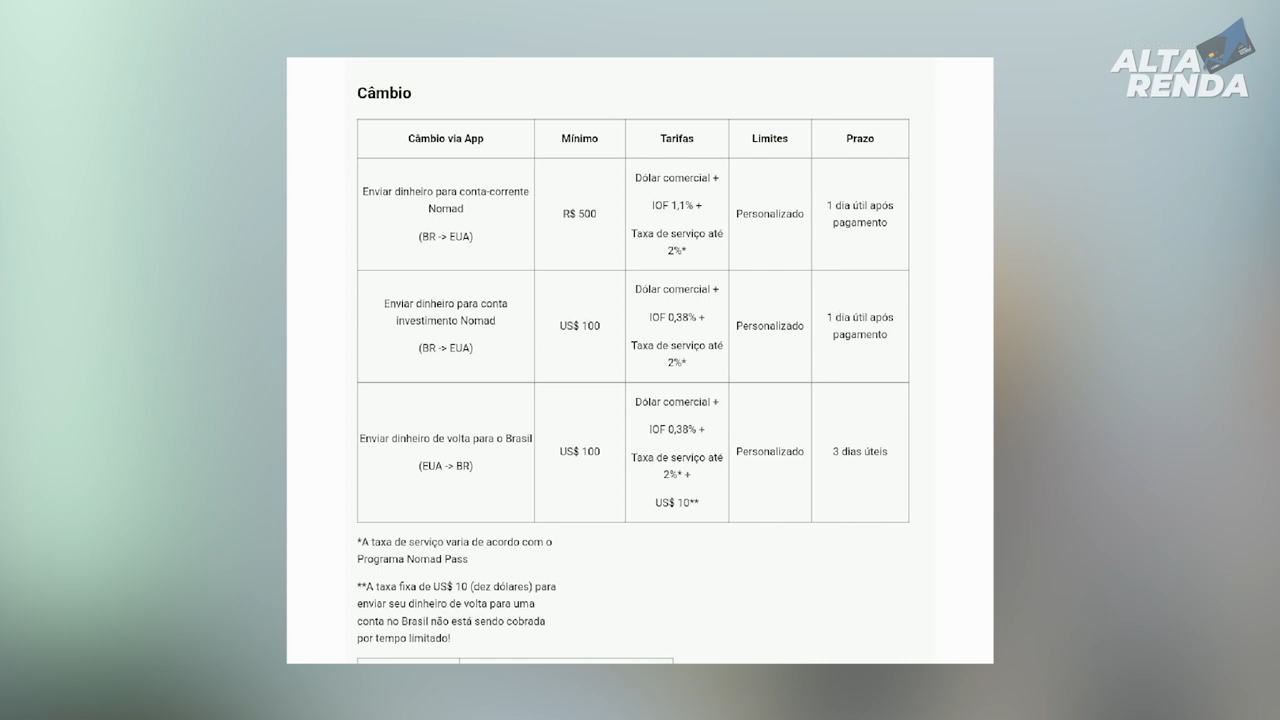 ALTA
RENDA
Câmbio
Câmbio via App
Mínimo
Tarifas
Limites
Prazo
Enviar dinheiro para conta-corrente
Nomad
(BR -> EUA)
R$ 500
Dólar comercial +
IOF 1,1% +
Taxa de serviço até
2%*
Personalizado
1 dia útil após
pagamento
Enviar dinheiro para conta
investimento Nomad
(BR -> EUA)
US$ 100
Dólar comercial +
IOF 0,38% +
Taxa de serviço até
2%*
Personalizado
1 dia útil após
pagamento
Enviar dinheiro de volta para o Brasil
(EUA -> BR)
US$ 100
Dólar comercial +
IOF 0,38% +
Taxa de serviço até
2%* +
US$ 10**
Personalizado
3 dias úteis
*A taxa de serviço varia de acordo com o
Programa Nomad Pass
**A taxa fixa de US$ 10 (dez dólares) para
enviar seu dinheiro de volta para uma
conta no Brasil não está sendo cobrada
por tempo limitado!